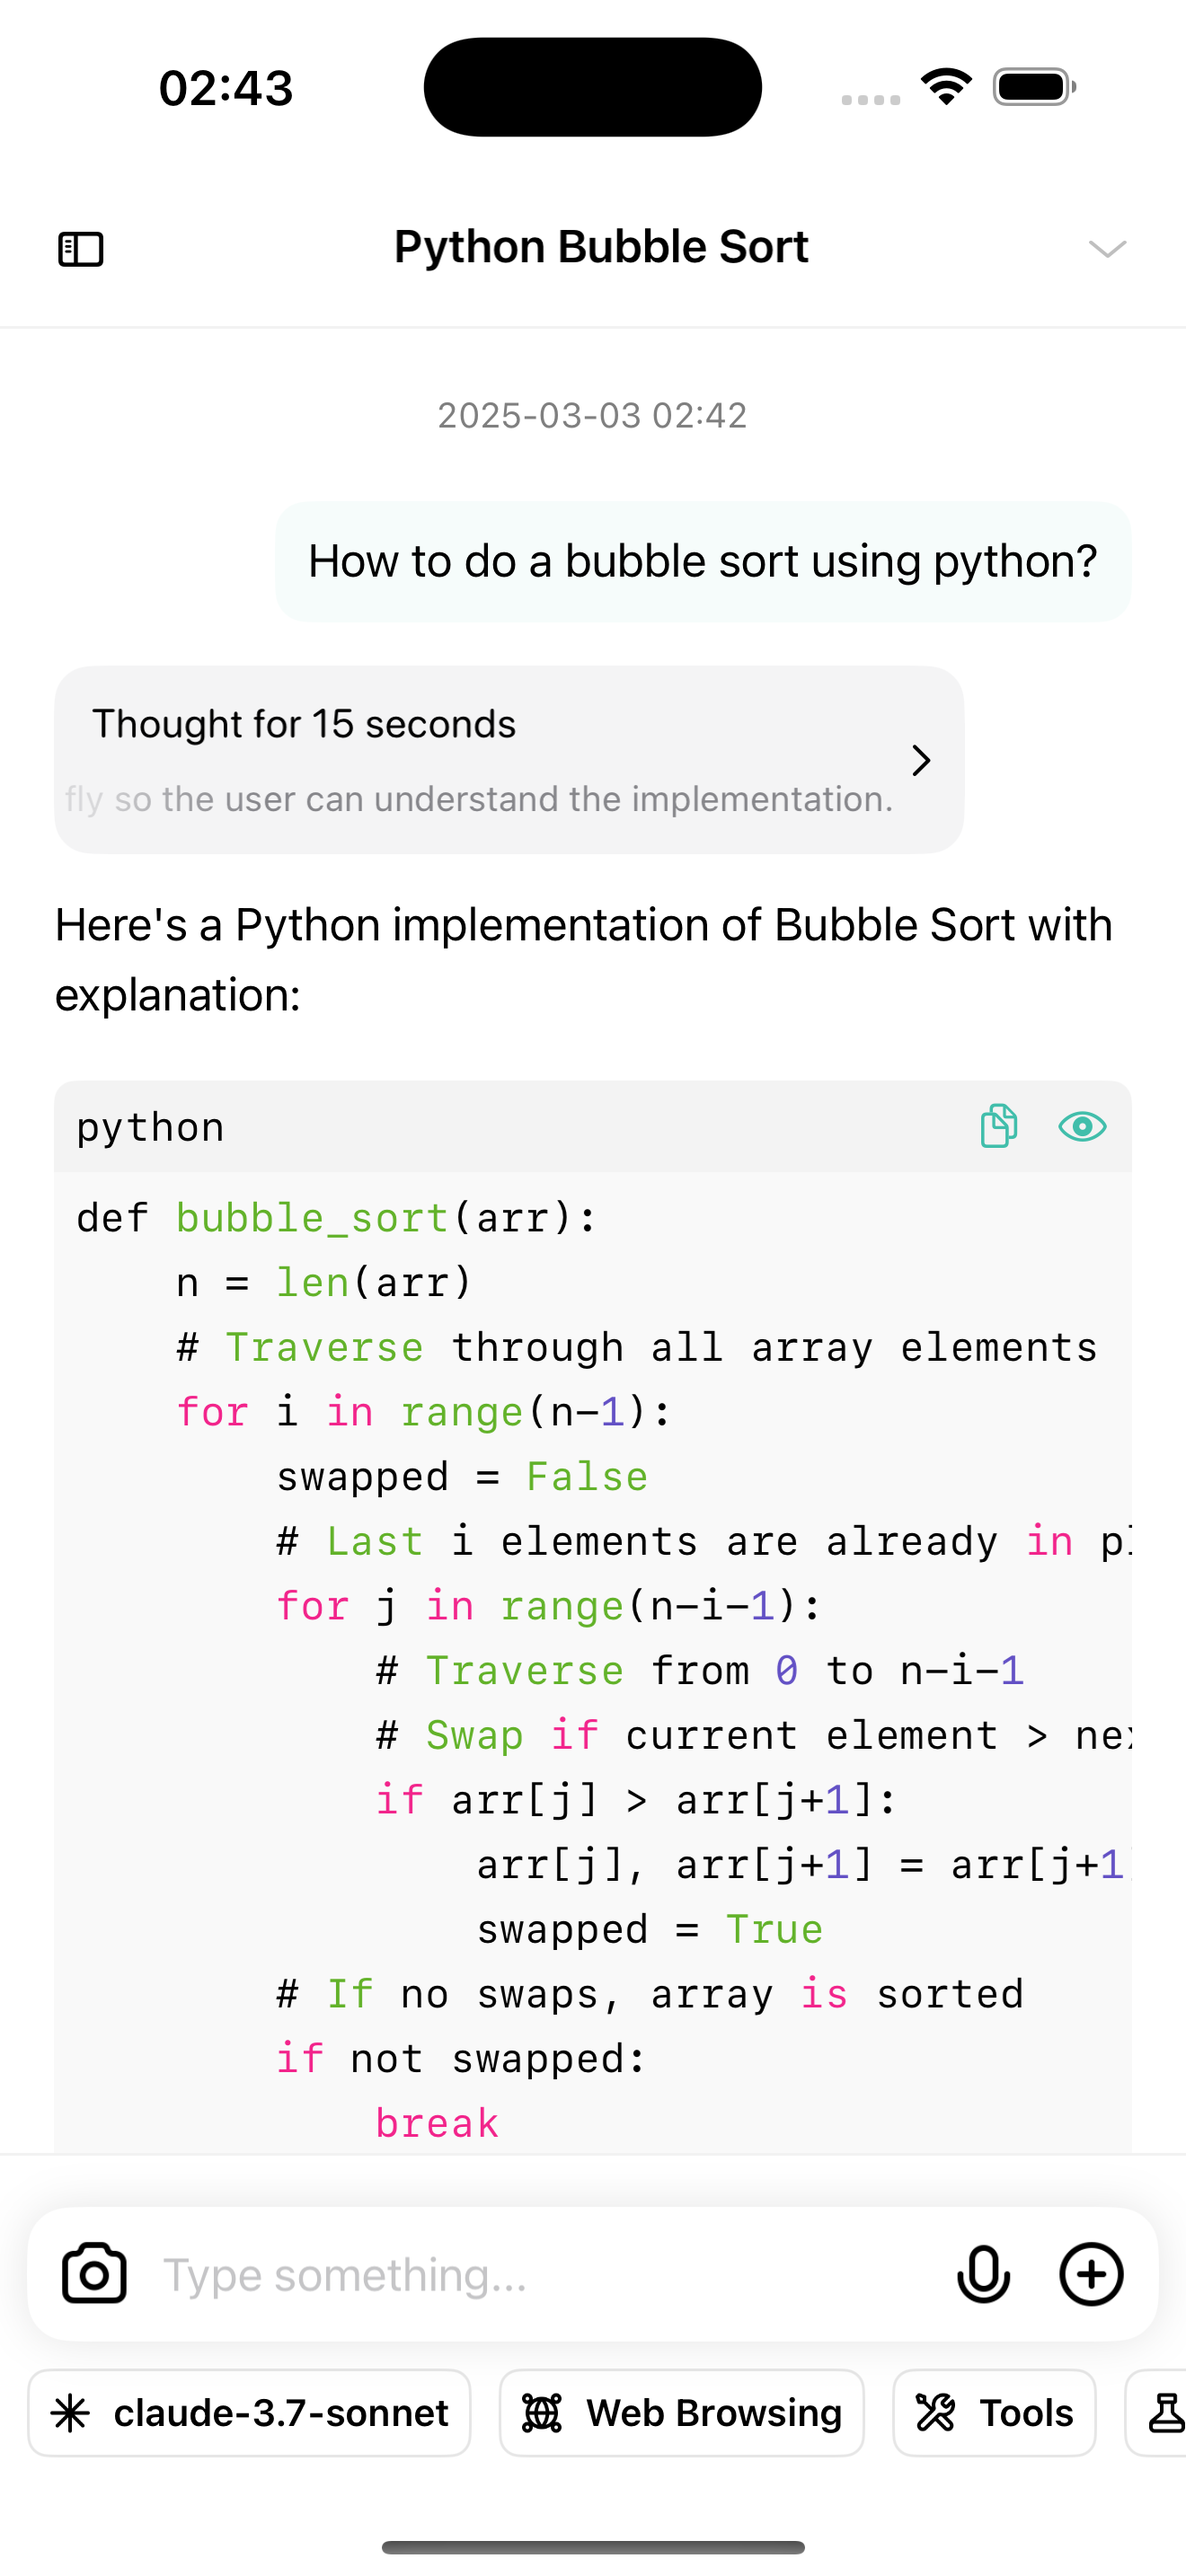 02:43
Python Bubble Sort
2025-03-03 02:42
How to do a bubble sort using python?
Thought for 15 seconds
fly so the user can understand the implementation.
Here's a Python implementation of Bubble Sort with
explanation:
python
def bubble_sort(arr):
    n = len(arr)
    # Traverse through all array elements
    for i in range(n-1):
        swapped = False
        # Last i elements are already in
        for j in range(n-i-1):
            # Traverse from 0 to n-i-1
            # Swap if current element >
            if arr[j] > arr[j+1]:
                arr[j], arr[j+1] = arr[j+1
                swapped = True
        # If no swaps, array is sorted
        if not swapped:
            break
Type something...
claude-3.7-sonnet
Web Browsing
Tools